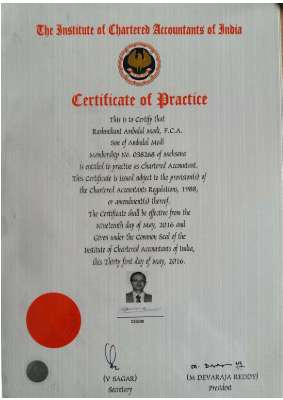 The Institute of Chartered Accountants of India
Certificate of Practice
This is to Certify that
Rashmikant Ambalal Modi, F.C.A.
Son of Ambalal Modi
Membership No. 038268 of Mehsana
is entitled to practise as Chartered Accountant.
This Certificate is issued subject to the provision(s) of
the Chartered Accountants Regulations, 1988,
or amendment(s) thereof.
The Certificate shall be effective from the
Nineteenth day of May, 2016 and
Given under the Common Seal of the
Institute of Chartered Accountants of India,
this Thirty first day of May, 2016.
(V SAGAR)
Secretary
(M DEVARAJA REDDY)
President